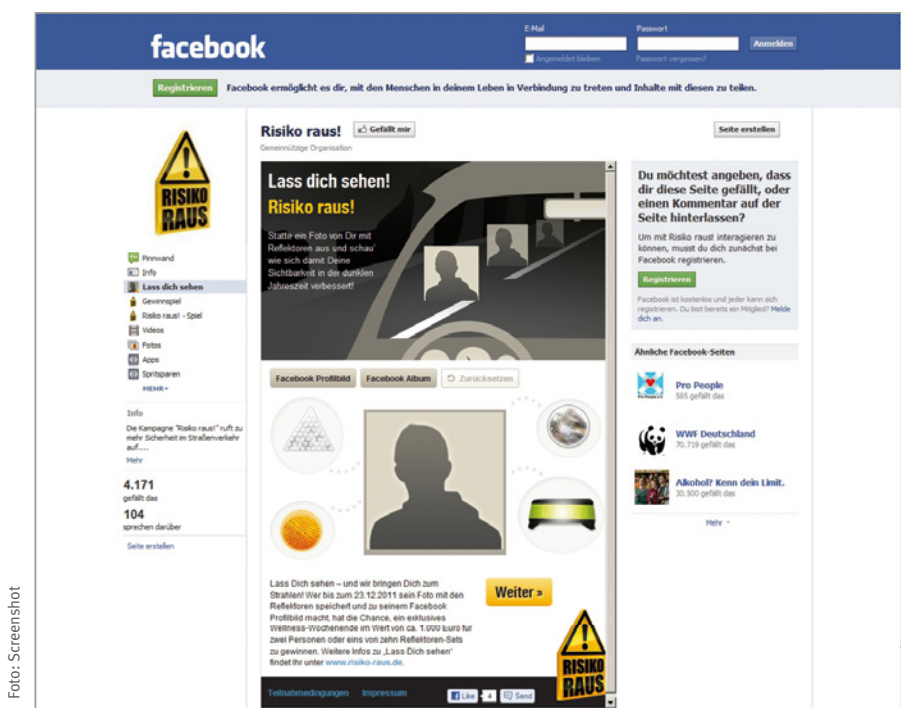 facebook
E-Mail
Passwort
Anmelden
Angemeldet bleiben
Passwort vergessen?
Registrieren
Facebook ermöglicht es dir, mit den Menschen in deinem Leben in Verbindung zu treten und Inhalte mit diesen zu teilen.
RISIKO
RAUS
Pinnwand
Info
Lass dich sehen
Gewinnspiel
Risiko raus! - Spiel
Videos
Fotos
Apps
Spritsparen
MEHR
Info
Die Kampagne "Risiko raus!" ruft zu
mehr Sicherheit im Straßenverkehr
auf....
Mehr
4.171
gefällt das
104
sprechen darüber
Seite erstellen
Risiko raus!
Gefällt mir
Gemeinnützige Organisation
Seite erstellen
Lass dich sehen!
Risiko raus!
Statte ein Foto von Dir mit
Reflektoren aus und schau'
wie sich damit Deine
Sichtbarkeit in der dunklen
Jahreszeit verbessert!
Facebook Profilbild
Facebook Album
Zurücksetzen
Lass Dich sehen – und wir bringen Dich zum
Strahlen! Wer bis zum 23.12.2011 sein Foto mit den
Reflektoren speichert und zu seinem Facebook
Profilbild macht, hat die Chance, ein exklusives
Wellness-Wochenende im Wert von ca. 1.000 Euro für
zwei Personen oder eins von zehn Reflektoren-Sets
zu gewinnen. Weitere Infos zu „Lass Dich sehen“
findet Ihr unter www.risiko-raus.de.
Weiter »
RISIKO
RAUS
Teilnahmedingungen
Impressum
Like
4
Send
Du möchtest angeben, dass
dir diese Seite gefällt, oder
einen Kommentar auf der
Seite hinterlassen?
Um mit Risiko raus! interagieren zu
können, musst du dich zunächst bei
Facebook registrieren.
Registrieren
Facebook ist kostenlos und jeder kann sich
registrieren. Du bist bereits ein Mitglied? Melde
dich an.
Ähnliche Facebook-Seiten
Pro People
585 gefällt das
WWF Deutschland
70.719 gefällt das
Alkohol? Kenn dein Limit.
30.500 gefällt das
Mehr
Foto: Screenshot